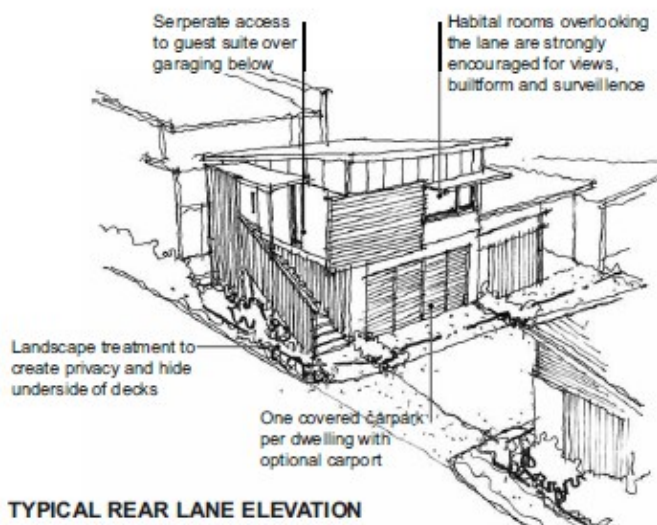 Serperate access
to guest suite over
garaging below
Habital rooms overlooking
the lane are strongly
encouraged for views,
builtform and surveillence
Landscape treatment to
create privacy and hide
underside of decks
One covered carpark
per dwelling with
optional carport
TYPICAL REAR LANE ELEVATION